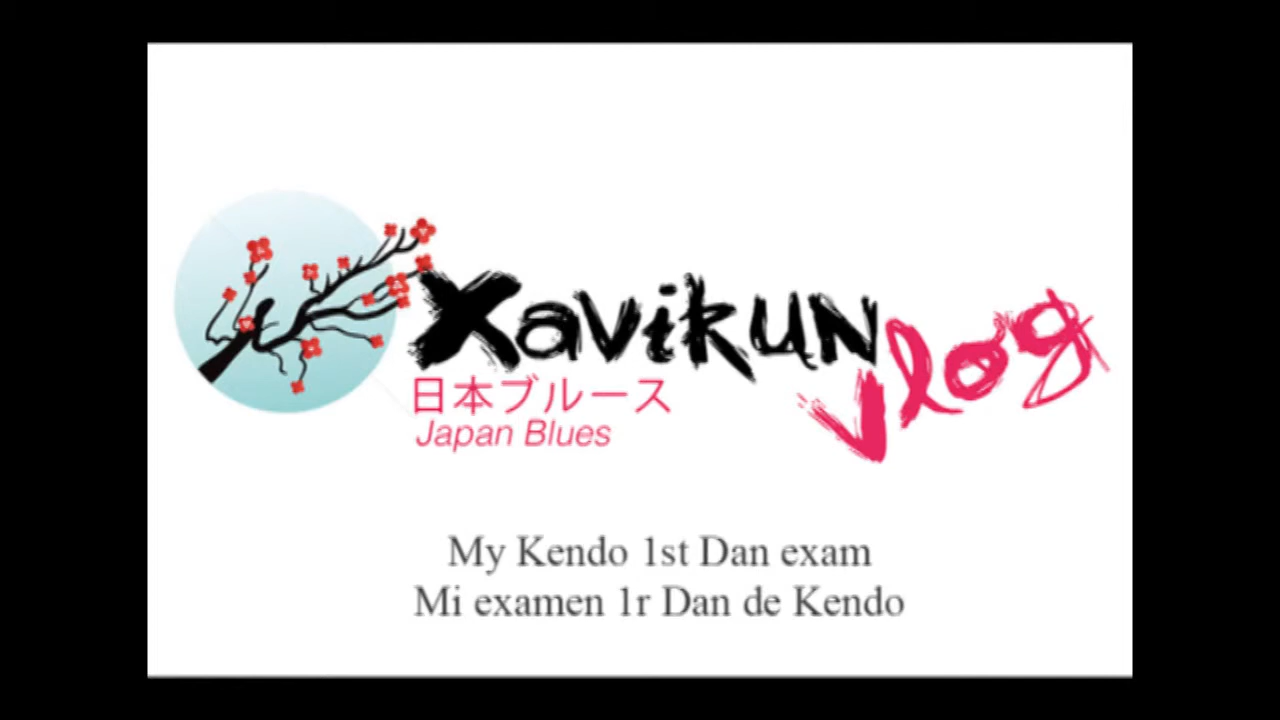 Xavikun vlog
日本ブルース
Japan Blues
My Kendo 1st Dan exam
Mi examen 1r Dan de Kendo